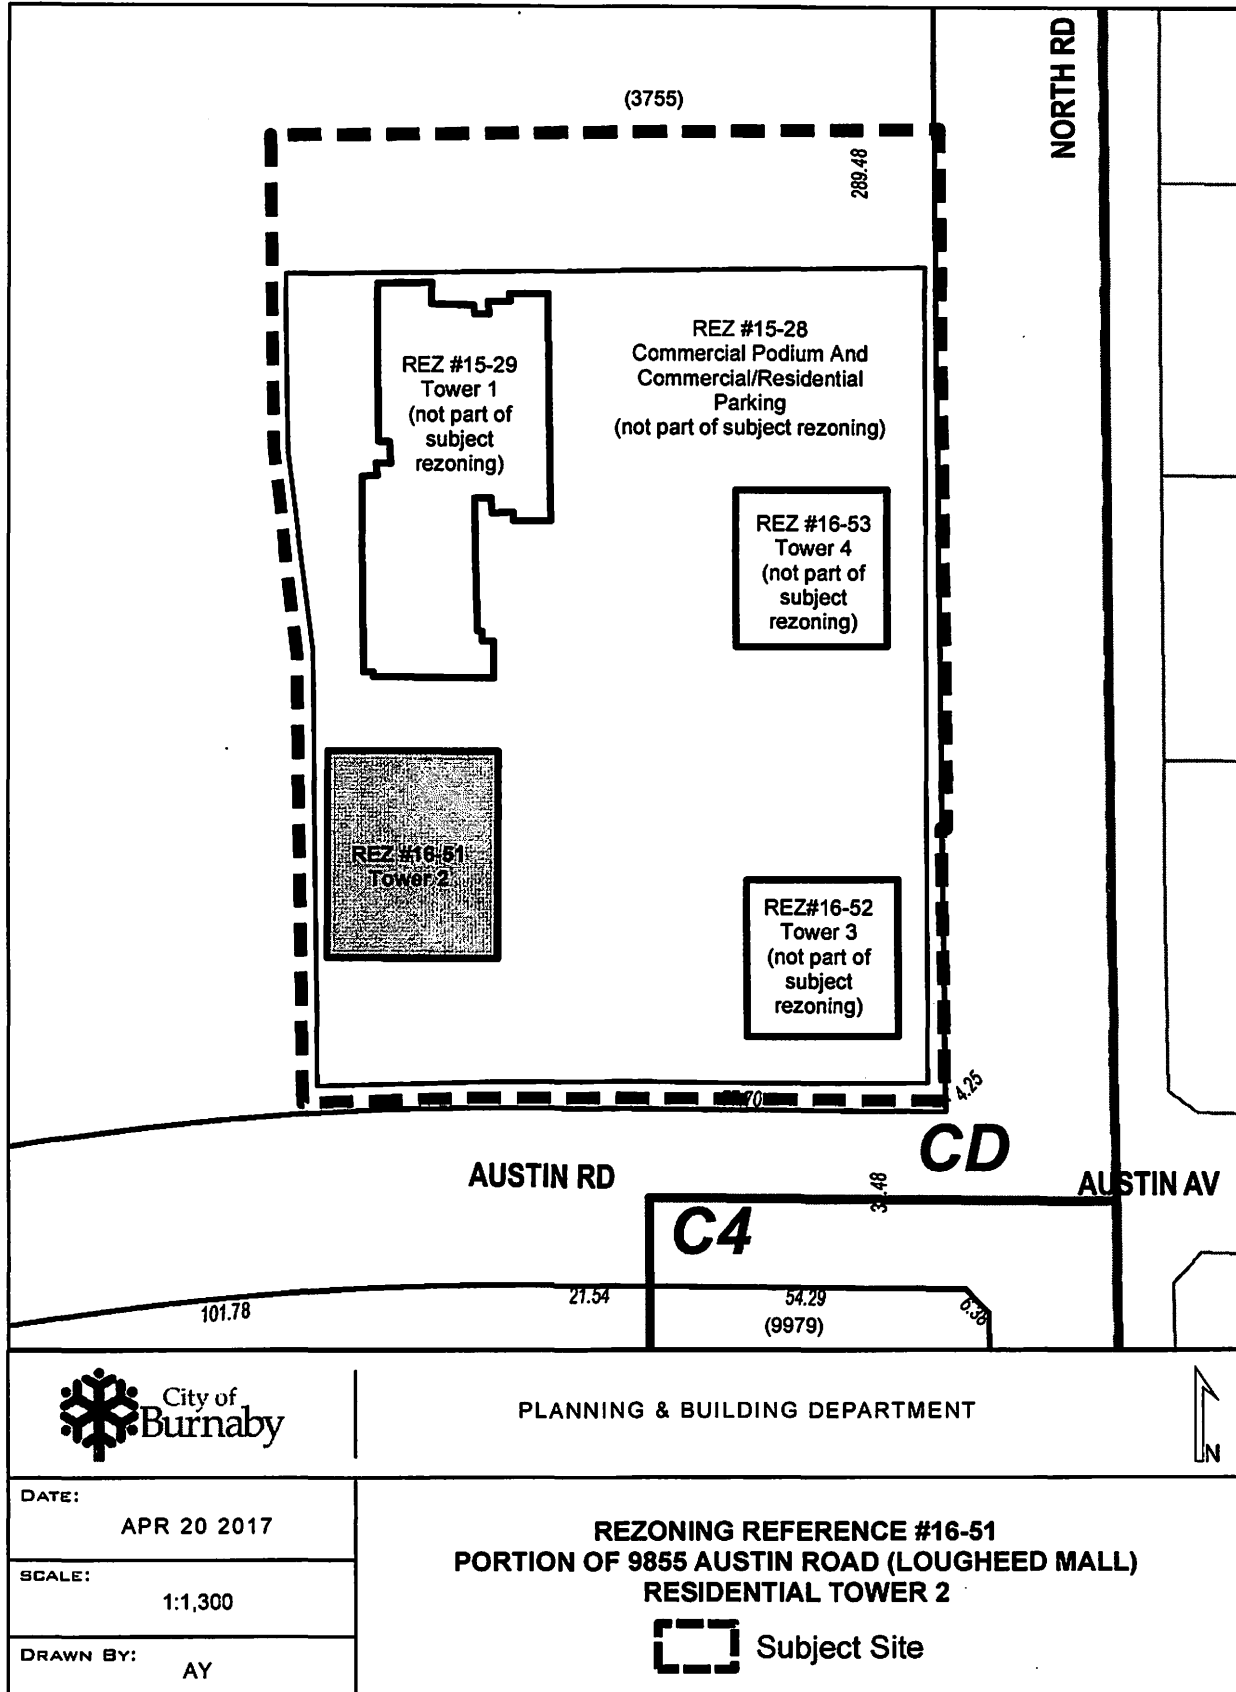 (3755)
NORTH RD
289.48
REZ #15-29
Tower 1
(not part of
subject
rezoning)
REZ #15-28
Commercial Podium And
Commercial/Residential
Parking
(not part of subject rezoning)
REZ #16-53
Tower 4
(not part of
subject
rezoning)
REZ #16-51
Tower 2
REZ#16-52
Tower 3
(not part of
subject
rezoning)
4.25
CD
AUSTIN RD
AUSTIN AV
C4
101.78
21.54
54.29
6.38
(9979)
City of
Burnaby
PLANNING & BUILDING DEPARTMENT
N
DATE:
APR 20 2017
SCALE:
1:1,300
DRAWN BY:
AY
REZONING REFERENCE #16-51
PORTION OF 9855 AUSTIN ROAD (LOUGHEED MALL)
RESIDENTIAL TOWER 2
Subject Site